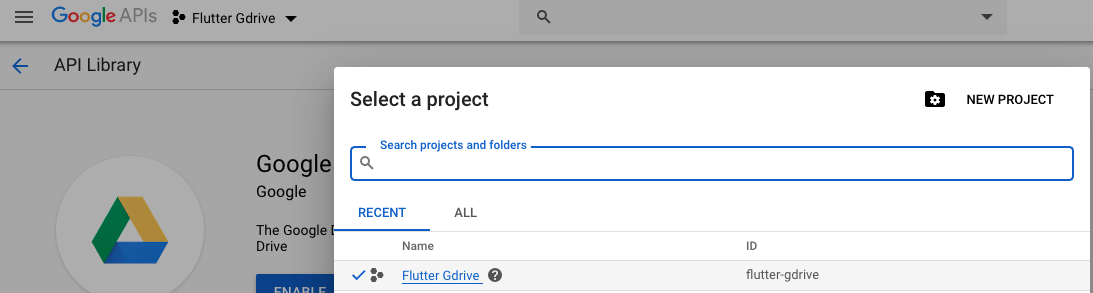 Google APIs Flutter Gdrive
API Library
Select a project
NEW PROJECT
Search projects and folders
Google
Google
The Google
Drive
RECENT ALL
Name ID
Flutter Gdrive flutter-gdrive